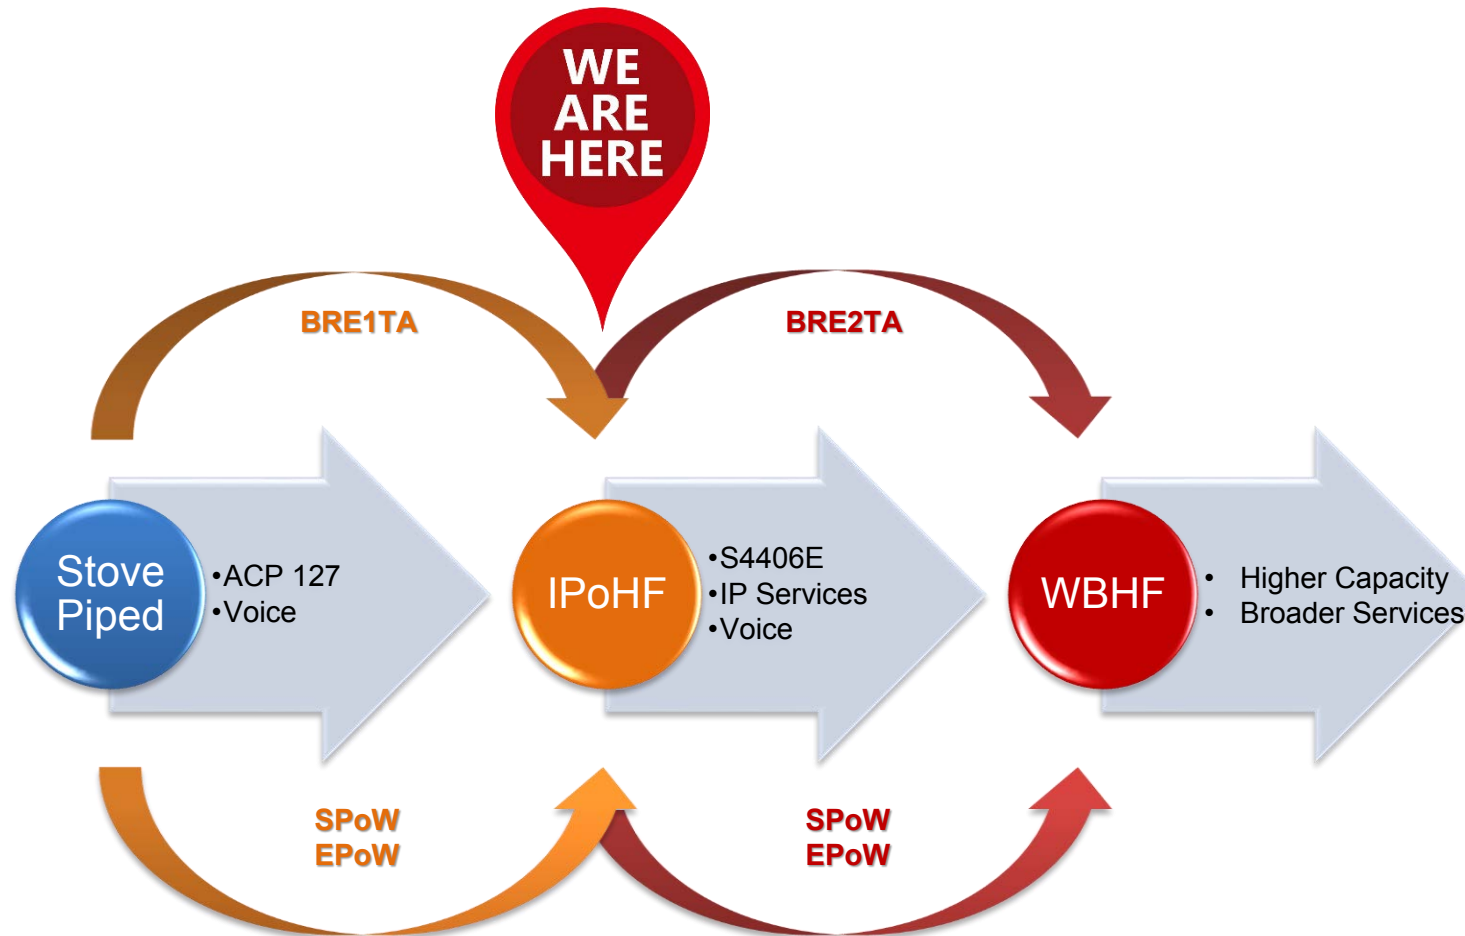 WE
ARE
HERE
BRE1TA
BRE2TA
Stove
Piped
•ACP 127
•Voice
IPoHF
•S4406E
•IP Services
•Voice
WBHF
• Higher Capacity
• Broader Services
SPoW
EPoW
SPoW
EPoW